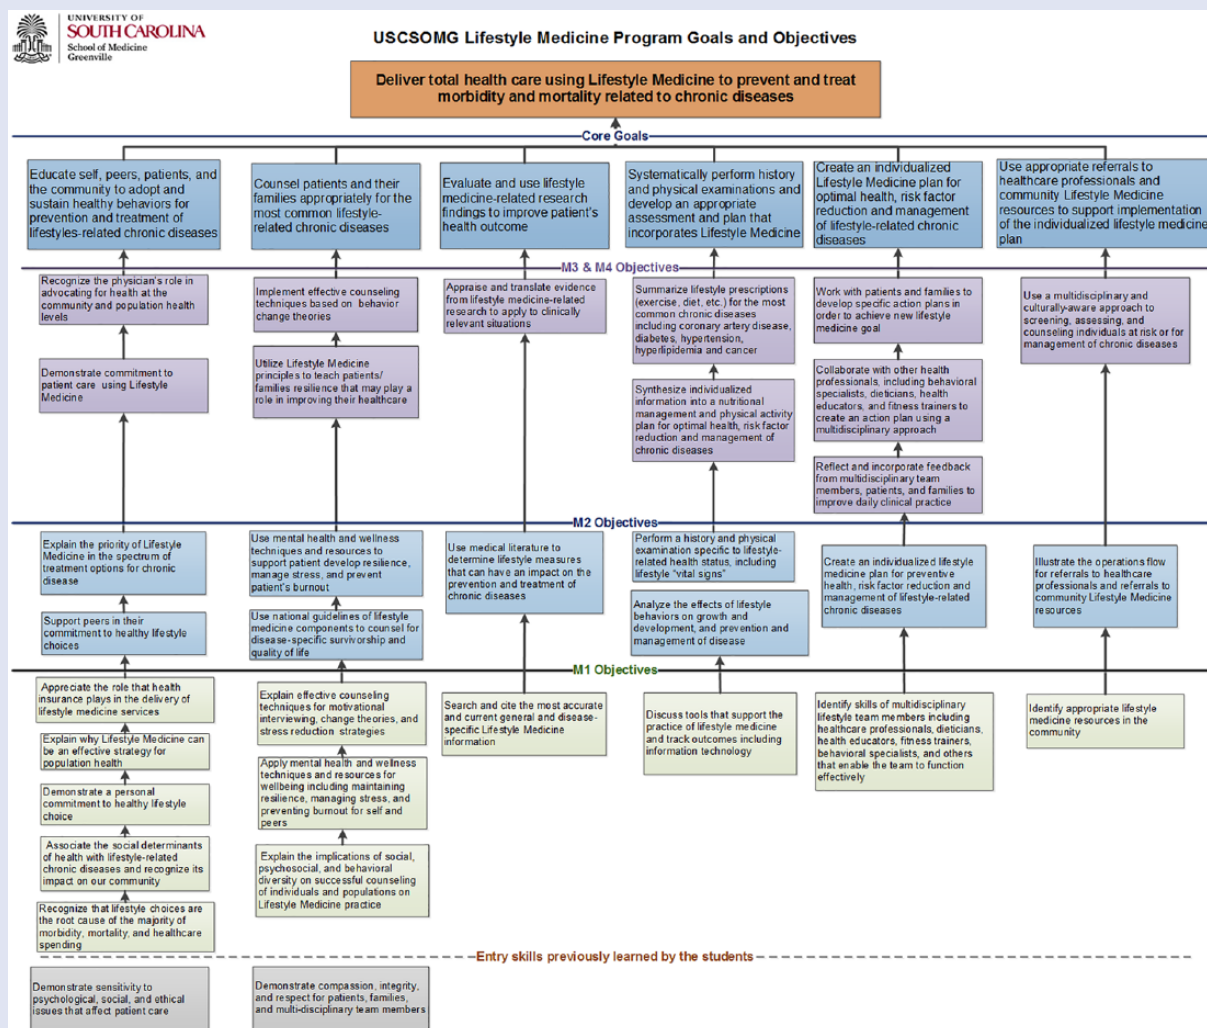 UNIVERSITY OF
SOUTH CAROLINA
School of Medicine
Greenville
USCSOMG Lifestyle Medicine Program Goals and Objectives
Deliver total health care using Lifestyle Medicine to prevent and treat
morbidity and mortality related to chronic diseases
Core Goals
Educate self, peers, patients, and
the community to adopt and
sustain healthy behaviors for
prevention and treatment of
lifestyles-related chronic diseases
Counsel patients and their
families appropriately for the
most common lifestyle-
related chronic diseases
Evaluate and use lifestyle
medicine-related research
findings to improve patient's
health outcome
Systematically perform history
and physical examinations and
develop an appropriate
assessment and plan that
incorporates Lifestyle Medicine
Create an individualized
Lifestyle Medicine plan for
optimal health, risk factor
reduction and management
of lifestyle-related chronic
diseases
Use appropriate referrals to
healthcare professionals and
community Lifestyle Medicine
resources to support implementation
of the individualized lifestyle medicine
plan
M3 & M4 Objectives
Recognize the physician's role in
advocating for health at the
community and population health
levels
Demonstrate commitment to
patient care using Lifestyle
Medicine
Implement effective counseling
techniques based on behavior
change theories
Utilize Lifestyle Medicine
principles to teach patients/
families resilience that may play a
role in improving their healthcare
Appraise and translate evidence
from lifestyle medicine-related
research to apply to clinically
relevant situations
Summarize lifestyle prescriptions
(exercise, diet, etc.) for the most
common chronic diseases
including coronary artery disease,
diabetes, hypertension,
hyperlipidemia and cancer
Synthesize individualized
information into a nutritional
management and physical activity
plan for optimal health, risk factor
reduction and management of
chronic diseases
Work with patients and families to
develop specific action plans in
order to achieve new lifestyle
medicine goal
Collaborate with other health
professionals, including behavioral
specialists, dieticians, health
educators, and fitness trainers to
create an action plan using a
multidisciplinary approach
Reflect and incorporate feedback
from multidisciplinary team
members, patients, and families to
improve daily clinical practice
Use a multidisciplinary and
culturally-aware approach to
screening, assessing, and
counseling individuals at risk or for
management of chronic diseases
M2 Objectives
Explain the priority of Lifestyle
Medicine in the spectrum of
treatment options for chronic
disease
Support peers in their
commitment to healthy lifestyle
choices
Use mental health and wellness
techniques and resources to
support patient develop resilience,
manage stress, and prevent
patient's burnout
Use national guidelines of lifestyle
medicine components to counsel for
disease-specific survivorship and
quality of life
Use medical literature to
determine lifestyle measures
that can have an impact on the
prevention and treatment of
chronic diseases
Perform a history and physical
examination specific to lifestyle-
related health status, including
lifestyle "vital signs"
Analyze the effects of lifestyle
behaviors on growth and
development, and prevention and
management of disease
Create an individualized lifestyle
medicine plan for preventive
health, risk factor reduction and
management of lifestyle-related
chronic diseases
Illustrate the operations flow
for referrals to healthcare
professionals and referrals to
community Lifestyle Medicine
resources
M1 Objectives
Appreciate the role that health
insurance plays in the delivery of
lifestyle medicine services
Explain why Lifestyle Medicine can
be an effective strategy for
population health
Demonstrate a personal
commitment to healthy lifestyle
choice
Associate the social determinants
of health with lifestyle-related
chronic diseases and recognize its
impact on our community
Recognize that lifestyle choices are
the root cause of the majority of
morbidity, mortality, and healthcare
spending
Explain effective counseling
techniques for motivational
interviewing, change theories, and
stress reduction strategies
Apply mental health and wellness
techniques and resources for
wellbeing including maintaining
resilience, managing stress, and
preventing burnout for self and
peers
Explain the implications of social,
psychosocial, and behavioral
diversity on successful counseling
of individuals and populations on
Lifestyle Medicine practice
Search and cite the most accurate
and current general and disease-
specific Lifestyle Medicine
information
Discuss tools that support the
practice of lifestyle medicine
and track outcomes including
information technology
Identify skills of multidisciplinary
lifestyle team members including
healthcare professionals, dieticians,
health educators, fitness trainers,
behavioral specialists, and others
that enable the team to function
effectively
Identify appropriate lifestyle
medicine resources in the
community
Entry skills previously learned by the students
Demonstrate sensitivity to
psychological, social, and ethical
issues that affect patient care
Demonstrate compassion, integrity,
and respect for patients, families,
and multi-disciplinary team
members